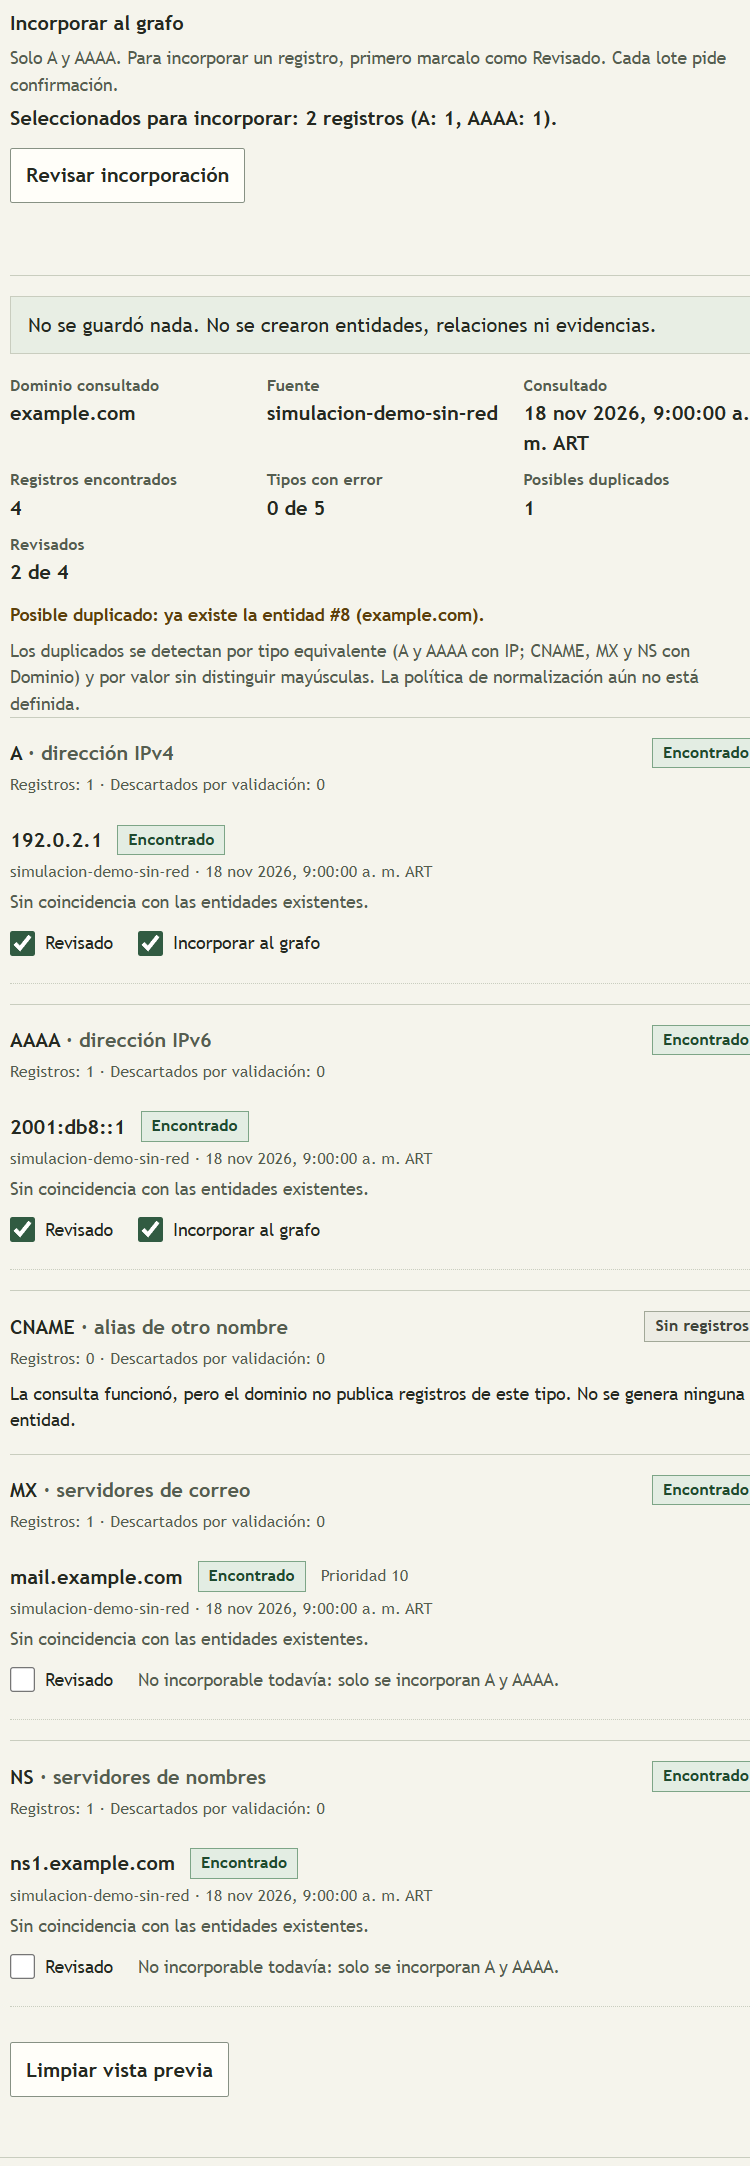 Incorporar al grafo
Solo A y AAAA. Para incorporar un registro, primero marcalo como Revisado. Cada lote pide
confirmación.
Seleccionados para incorporar: 2 registros (A: 1, AAAA: 1).
Revisar incorporación
No se guardó nada. No se crearon entidades, relaciones ni evidencias.
Dominio consultado
example.com
Fuente
simulacion-demo-sin-red
Consultado
18 nov 2026, 9:00:00 a.
m. ART
Registros encontrados
4
Tipos con error
0 de 5
Posibles duplicados
1
Revisados
2 de 4
Posible duplicado: ya existe la entidad #8 (example.com).
Los duplicados se detectan por tipo equivalente (A y AAAA con IP; CNAME, MX y NS con
Dominio) y por valor sin distinguir mayúsculas. La política de normalización aún no está
definida.
A · dirección IPv4
Encontrado
Registros: 1 · Descartados por validación: 0
192.0.2.1 Encontrado
simulacion-demo-sin-red · 18 nov 2026, 9:00:00 a. m. ART
Sin coincidencia con las entidades existentes.
Revisado Incorporar al grafo
AAAA · dirección IPv6
Encontrado
Registros: 1 · Descartados por validación: 0
2001:db8::1 Encontrado
simulacion-demo-sin-red · 18 nov 2026, 9:00:00 a. m. ART
Sin coincidencia con las entidades existentes.
Revisado Incorporar al grafo
CNAME · alias de otro nombre
Sin registros
Registros: 0 · Descartados por validación: 0
La consulta funcionó, pero el dominio no publica registros de este tipo. No se genera ninguna
entidad.
MX · servidores de correo
Encontrado
Registros: 1 · Descartados por validación: 0
mail.example.com Encontrado Prioridad 10
simulacion-demo-sin-red · 18 nov 2026, 9:00:00 a. m. ART
Sin coincidencia con las entidades existentes.
Revisado No incorporable todavía: solo se incorporan A y AAAA.
NS · servidores de nombres
Encontrado
Registros: 1 · Descartados por validación: 0
ns1.example.com Encontrado
simulacion-demo-sin-red · 18 nov 2026, 9:00:00 a. m. ART
Sin coincidencia con las entidades existentes.
Revisado No incorporable todavía: solo se incorporan A y AAAA.
Limpiar vista previa